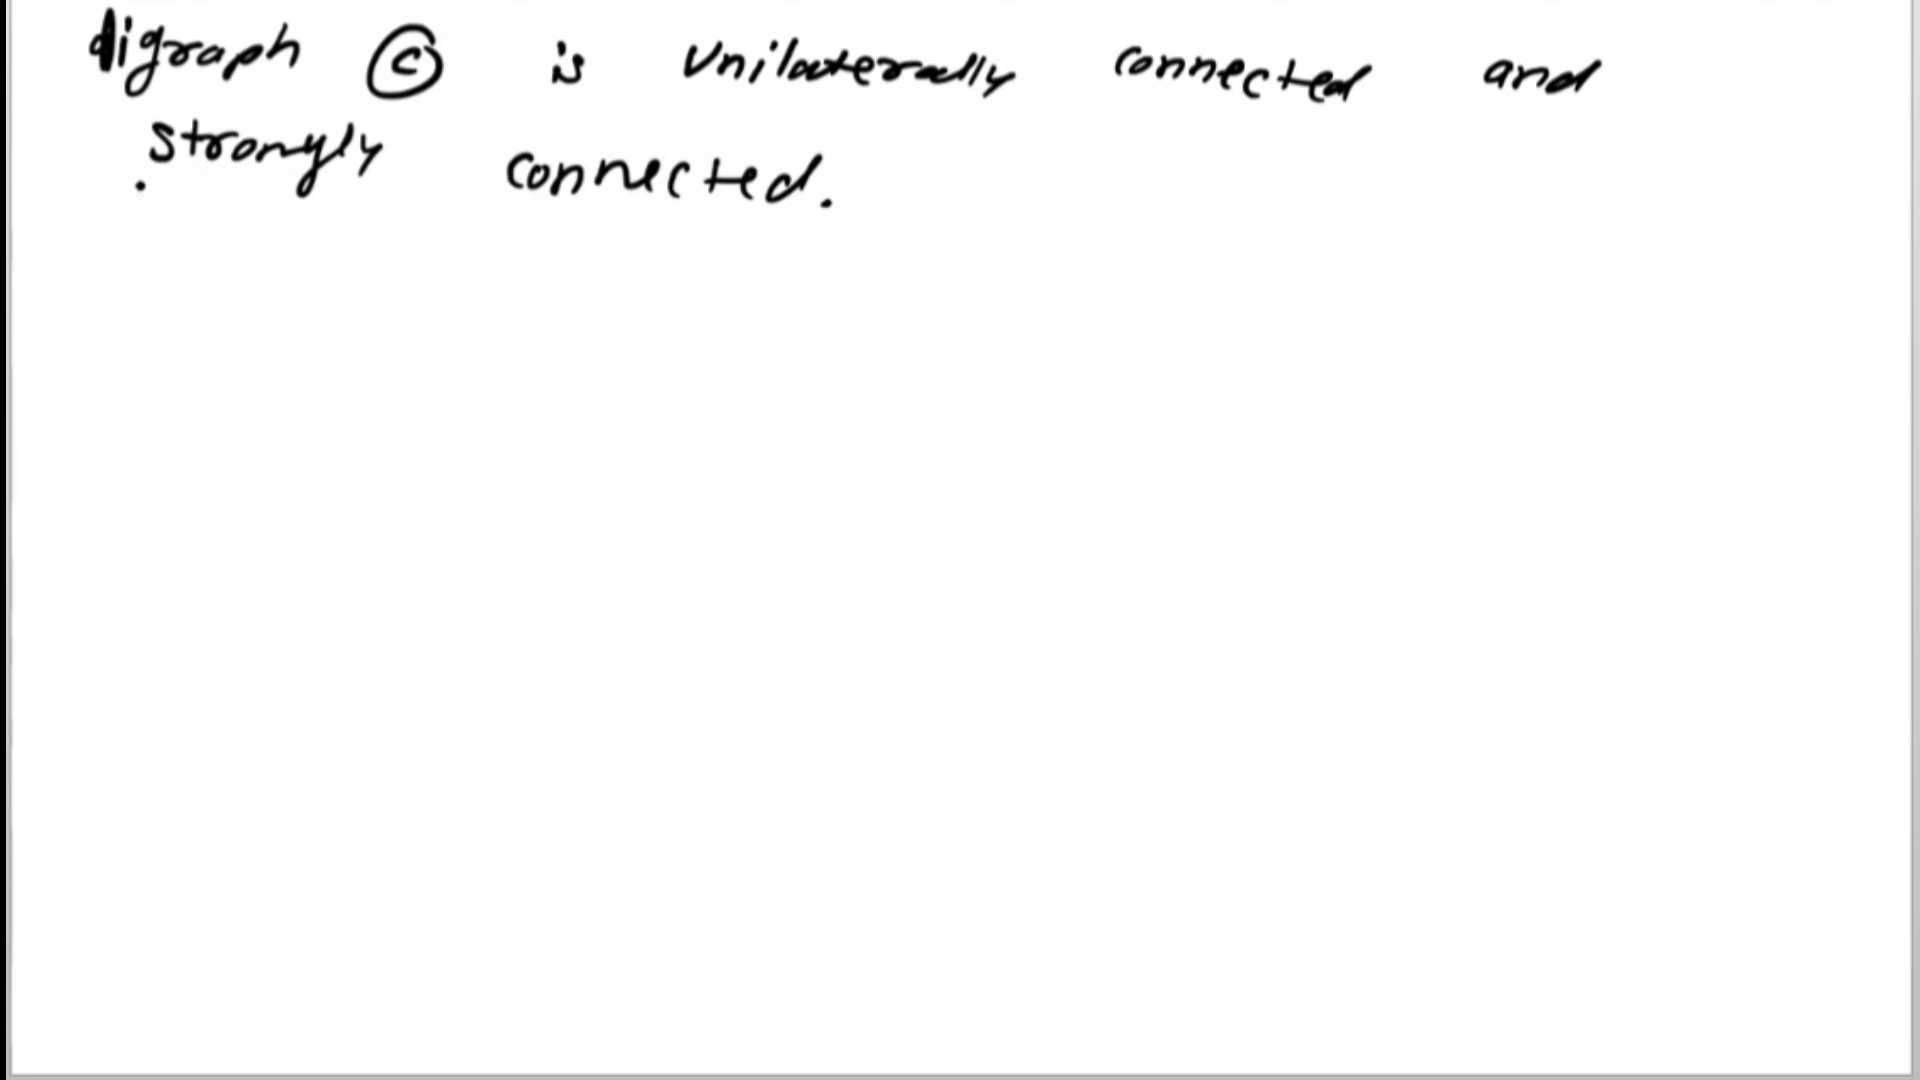 digraph ⓒ is unilaterally connected and
strongly connected.